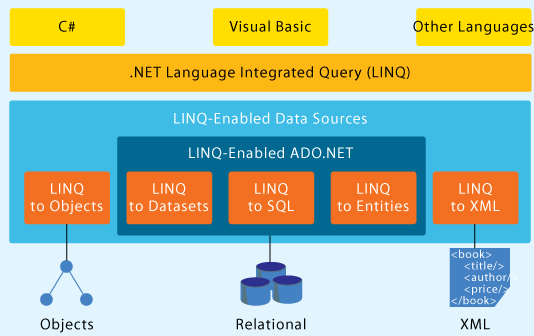 C#
Visual Basic
Other Languages
.NET Language Integrated Query (LINQ)
LINQ-Enabled Data Sources
LINQ-Enabled ADO.NET
LINQ
to Objects
LINQ
to Datasets
LINQ
to SQL
LINQ
to Entities
LINQ
to XML
<book>
<title/>
<author/
<price/>
</book>
Objects
Relational
XML